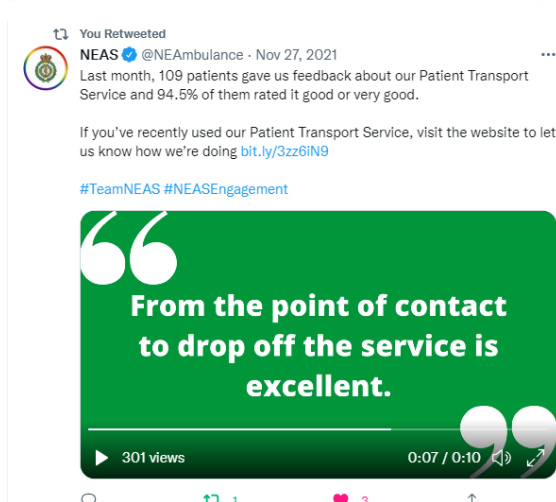 You Retweeted
NEAS @NEAmbulance · Nov 27, 2021
Last month, 109 patients gave us feedback about our Patient Transport
Service and 94.5% of them rated it good or very good.
If you’ve recently used our Patient Transport Service, visit the website to let
us know how we’re doing bit.ly/3zz6iN9
#TeamNEAS #NEASEngagement
“
From the point of contact
to drop off the service is
excellent.
”
301 views 0:07 / 0:10
1 3